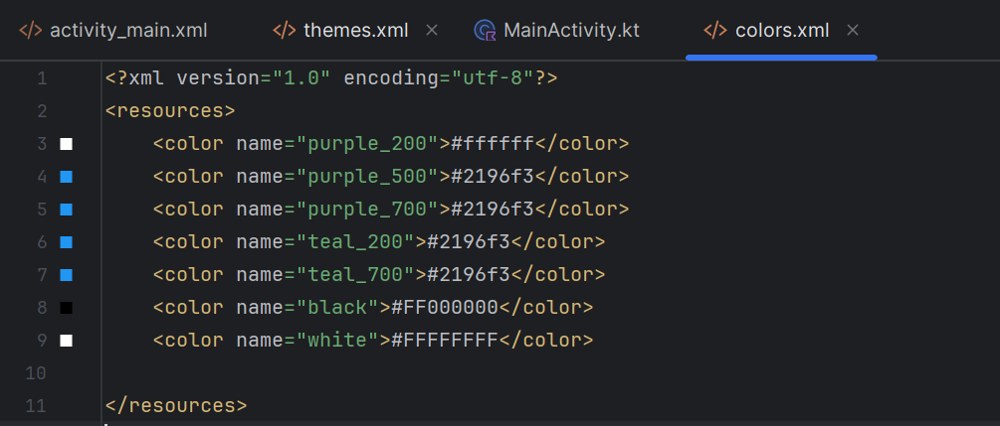 activity_main.xml themes.xml MainActivity.kt colors.xml
1 <?xml version="1.0" encoding="utf-8"?>
2 <resources>
3 <color name="purple_200">#ffffff</color>
4 <color name="purple_500">#2196f3</color>
5 <color name="purple_700">#2196f3</color>
6 <color name="teal_200">#2196f3</color>
7 <color name="teal_700">#2196f3</color>
8 <color name="black">#FF000000</color>
9 <color name="white">#FFFFFFFF</color>
10
11 </resources>